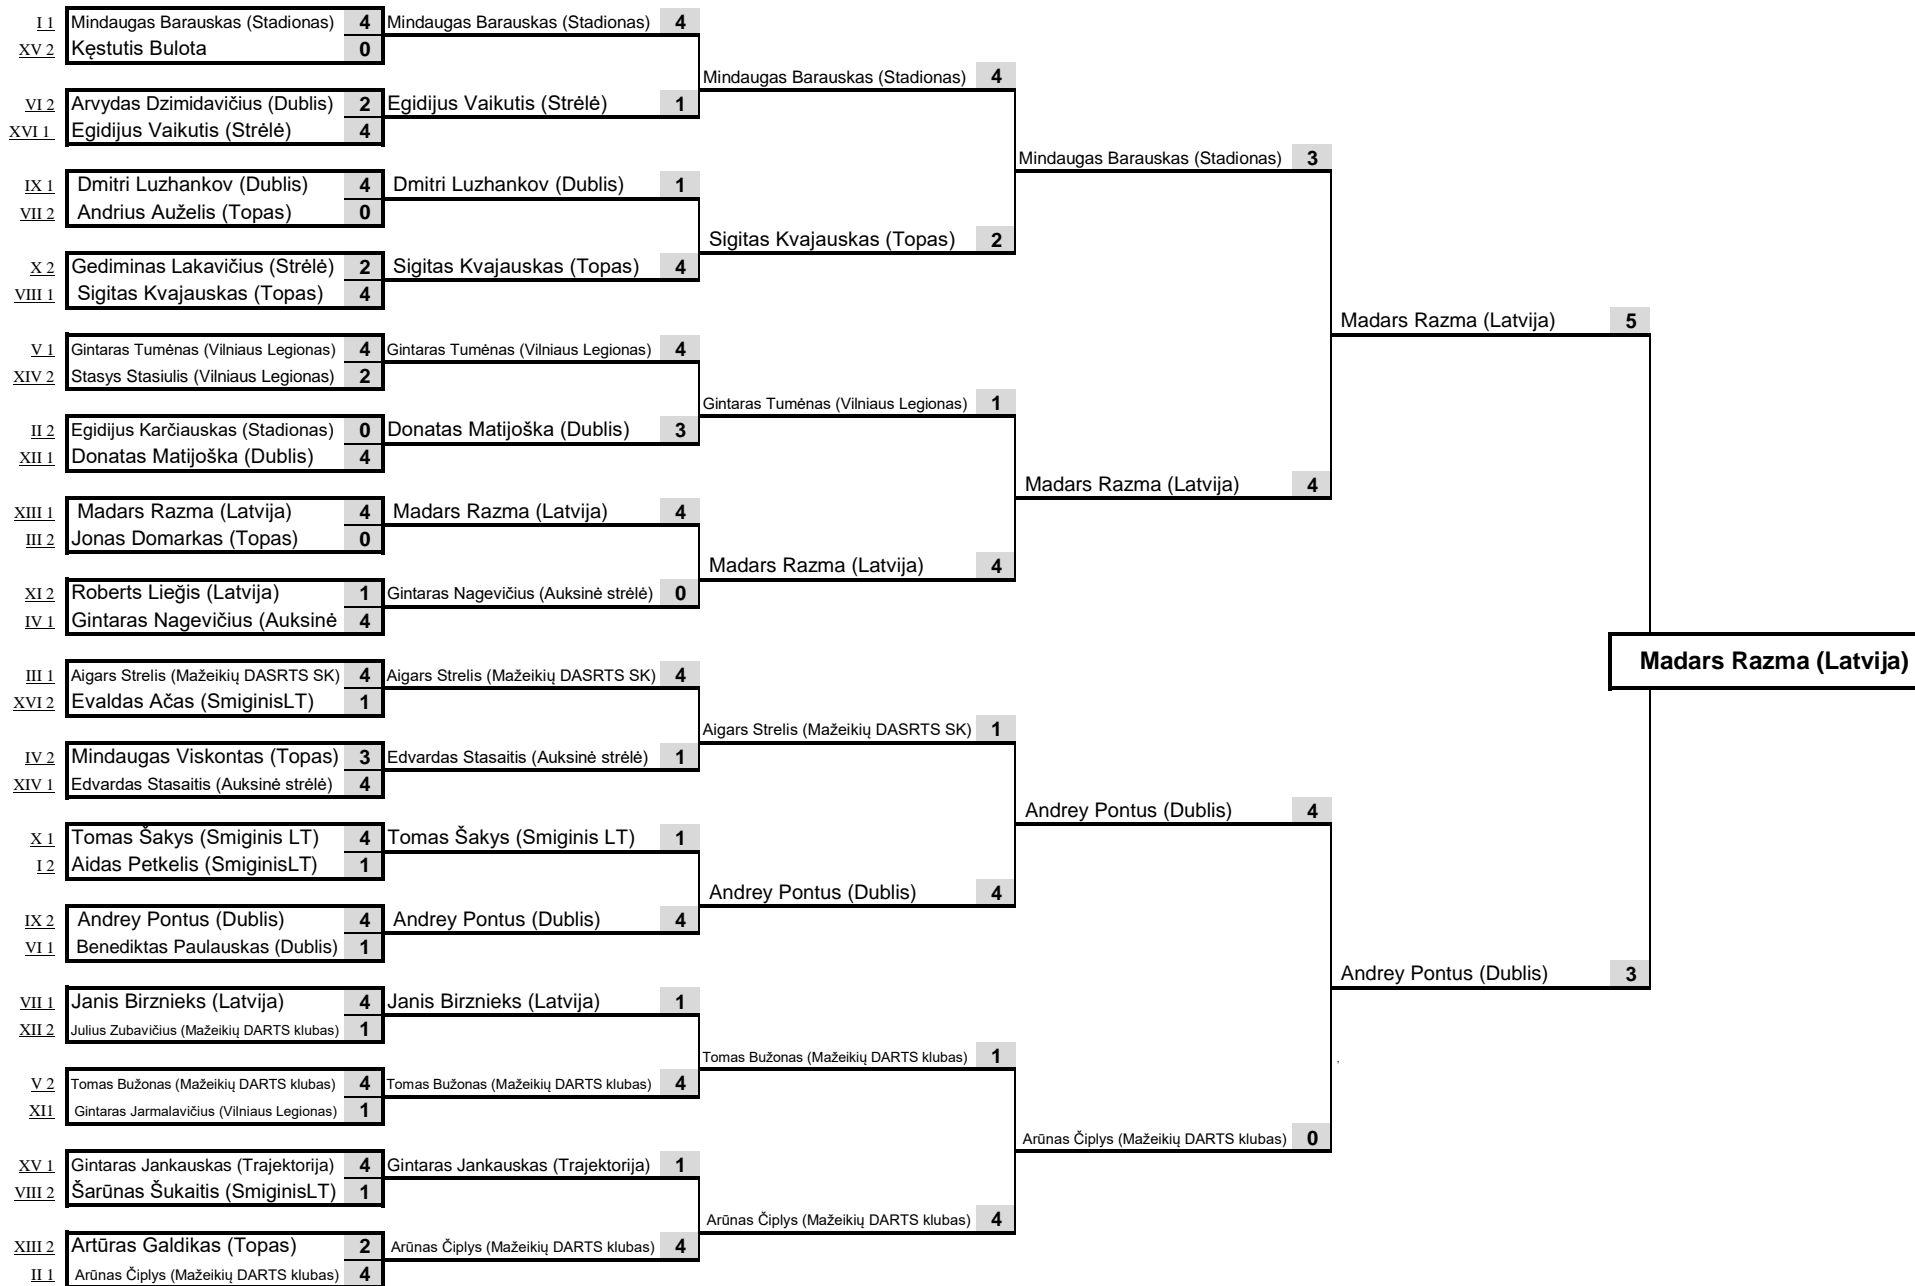 I 1 Mindaugas Barauskas (Stadionas) 4 Mindaugas Barauskas (Stadionas) 4
XV 2 Kęstutis Bulota 0
Mindaugas Barauskas (Stadionas) 4
VI 2 Arvydas Dzimidavičius (Dublis) 2 Egidijus Vaikutis (Strėlė) 1
XVI 1 Egidijus Vaikutis (Strėlė) 4
Mindaugas Barauskas (Stadionas) 3
IX 1 Dmitri Luzhankov (Dublis) 4 Dmitri Luzhankov (Dublis) 1
VII 2 Andrius Auželis (Topas) 0
Sigitas Kvajauskas (Topas) 2
X 2 Gediminas Lakavičius (Strėlė) 2 Sigitas Kvajauskas (Topas) 4
VIII 1 Sigitas Kvajauskas (Topas) 4
Madars Razma (Latvija) 5
V 1 Gintaras Tumėnas (Vilniaus Legionas) 4 Gintaras Tumėnas (Vilniaus Legionas) 4
XIV 2 Stasys Stasiulis (Vilniaus Legionas) 2
Gintaras Tumėnas (Vilniaus Legionas) 1
II 2 Egidijus Karčiauskas (Stadionas) 0 Donatas Matijoška (Dublis) 3
XII 1 Donatas Matijoška (Dublis) 4
Madars Razma (Latvija) 4
XIII 1 Madars Razma (Latvija) 4 Madars Razma (Latvija) 4
III 2 Jonas Domarkas (Topas) 0
Madars Razma (Latvija) 4
XI 2 Roberts Lieğis (Latvija) 1 Gintaras Nagevičius (Auksinė strėlė) 0
IV 1 Gintaras Nagevičius (Auksinė 4
Madars Razma (Latvija)
III 1 Aigars Strelis (Mažeikių DASRTS SK) 4 Aigars Strelis (Mažeikių DASRTS SK) 4
XVI 2 Evaldas Ačas (SmiginisLT) 1
Aigars Strelis (Mažeikių DASRTS SK) 1
IV 2 Mindaugas Viskontas (Topas) 3 Edvardas Stasaitis (Auksinė strėlė) 1
XIV 1 Edvardas Stasaitis (Auksinė strėlė) 4
Andrey Pontus (Dublis) 4
X 1 Tomas Šakys (Smiginis LT) 4 Tomas Šakys (Smiginis LT) 1
I 2 Aidas Petkelis (SmiginisLT) 1
Andrey Pontus (Dublis) 4
IX 2 Andrey Pontus (Dublis) 4 Andrey Pontus (Dublis) 4
VI 1 Benediktas Paulauskas (Dublis) 1
Andrey Pontus (Dublis) 3
VII 1 Janis Birznieks (Latvija) 4 Janis Birznieks (Latvija) 1
XII 2 Julius Zubavičius (Mažeikių DARTS klubas) 1
Tomas Bužonas (Mažeikių DARTS klubas) 1
V 2 Tomas Bužonas (Mažeikių DARTS klubas) 4 Tomas Bužonas (Mažeikių DARTS klubas) 4
XI1 Gintaras Jarmalavičius (Vilniaus Legionas) 1
Arūnas Čiplys (Mažeikių DARTS klubas) 0
XV 1 Gintaras Jankauskas (Trajektorija) 4 Gintaras Jankauskas (Trajektorija) 1
VIII 2 Šarūnas Šukaitis (SmiginisLT) 1
Arūnas Čiplys (Mažeikių DARTS klubas) 4
XIII 2 Artūras Galdikas (Topas) 2 Arūnas Čiplys (Mažeikių DARTS klubas) 4
II 1 Arūnas Čiplys (Mažeikių DARTS klubas) 4